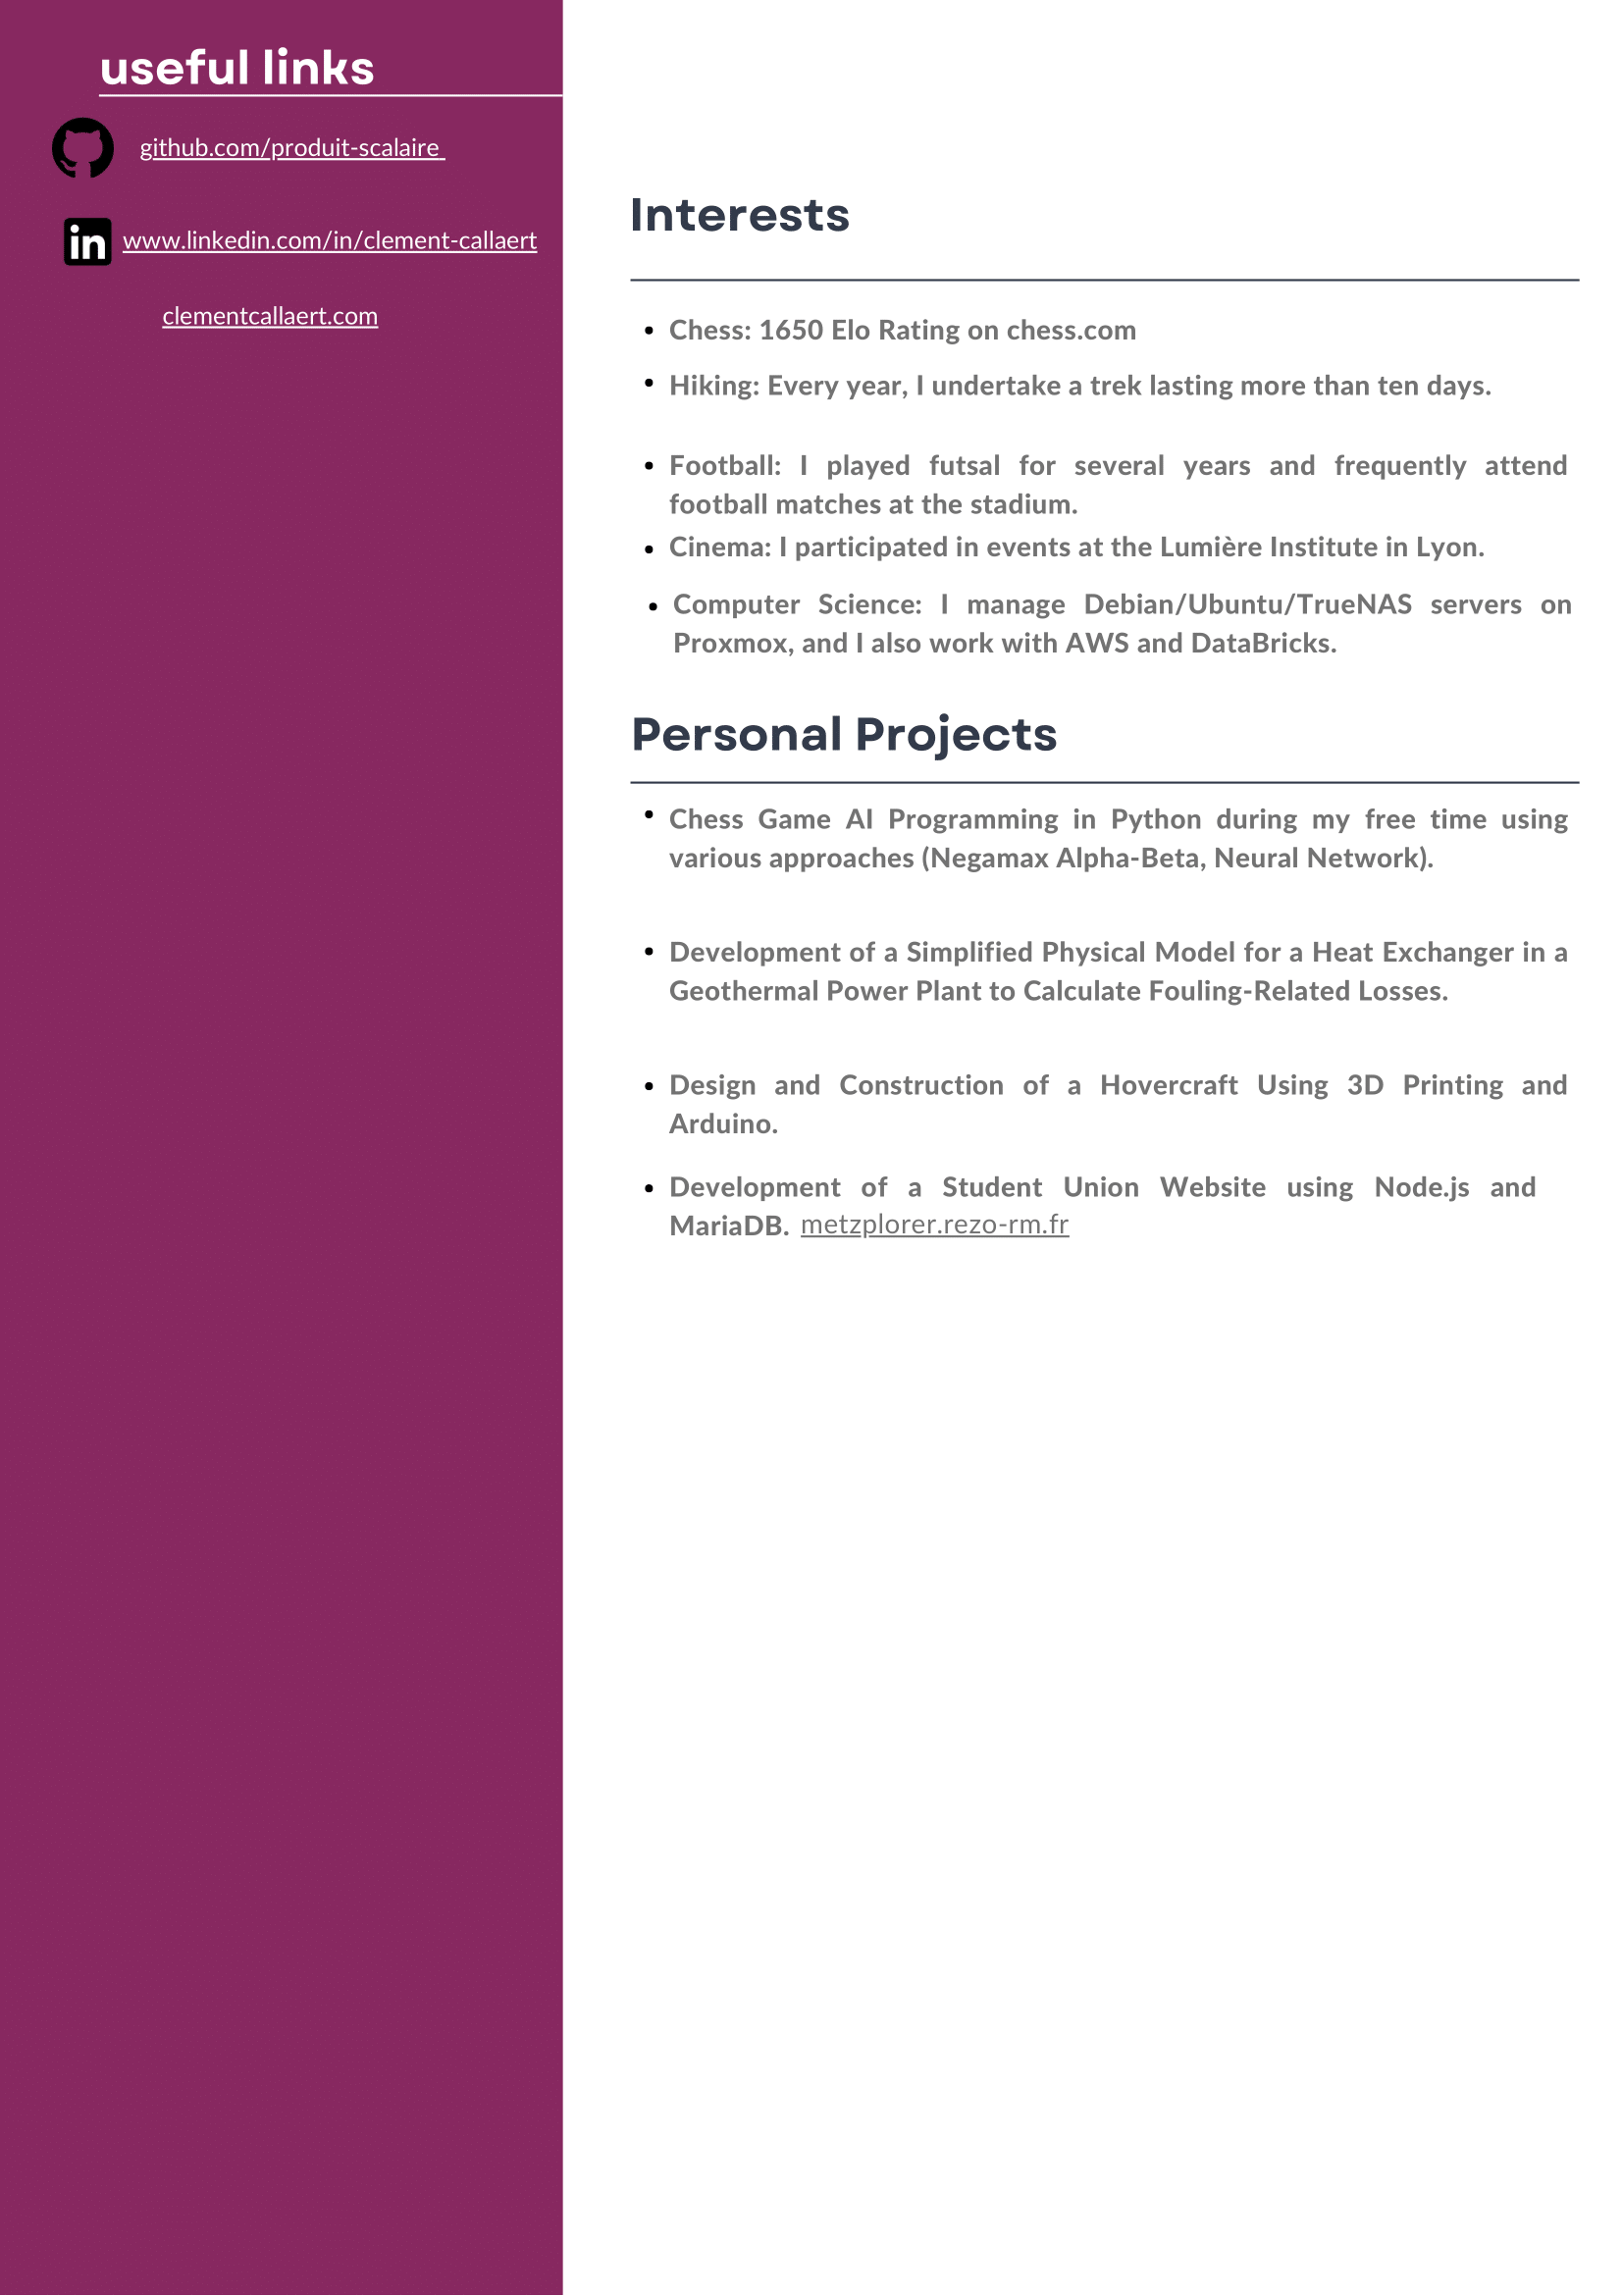 useful links
github.com/produit-scalaire
www.linkedin.com/in/clement-callaert
clementcallaert.com
Interests
• Chess: 1650 Elo Rating on chess.com
• Hiking: Every year, I undertake a trek lasting more than ten days.
• Football: I played futsal for several years and frequently attend
football matches at the stadium.
• Cinema: I participated in events at the Lumière Institute in Lyon.
• Computer Science: I manage Debian/Ubuntu/TrueNAS servers on
Proxmox, and I also work with AWS and DataBricks.
Personal Projects
• Chess Game AI Programming in Python during my free time using
various approaches (Negamax Alpha-Beta, Neural Network).
• Development of a Simplified Physical Model for a Heat Exchanger in a
Geothermal Power Plant to Calculate Fouling-Related Losses.
• Design and Construction of a Hovercraft Using 3D Printing and
Arduino.
• Development of a Student Union Website using Node.js and
MariaDB. metzplorer.rezo-rm.fr